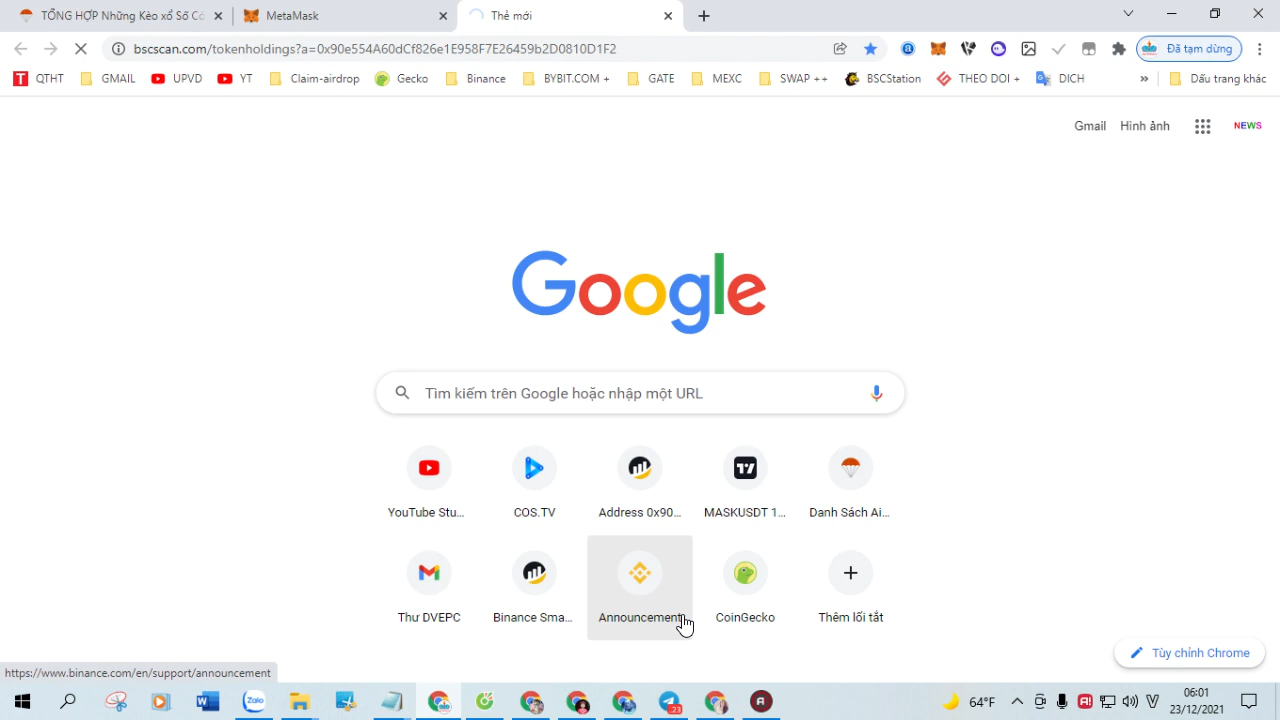 TỔNG HỢP Những Kèo xổ Số Có
MetaMask
Thẻ mới
bscscan.com/tokenholdings?a=0x90e554A60dCf826e1E958F7E26459b2D0810D1F2
Đã tạm dừng
QTHT
GMAIL
UPVD
YT
Claim-airdrop
Gecko
Binance
BYBIT.COM +
GATE
MEXC
SWAP ++
BSCStation
THEO DOI +
DICH
»
Dấu trang khác
Gmail
Hình ảnh
NEWS
Google
Tìm kiếm trên Google hoặc nhập một URL
YouTube Stu...
COS.TV
Address 0x90...
MASKUSDT 1...
Danh Sách Ai...
Thư DVEPC
Binance Sma...
Announcement
CoinGecko
Thêm lối tắt
Tùy chỉnh Chrome
https://www.binance.com/en/support/announcement
Zalo
23
64°F
06:01
23/12/2021